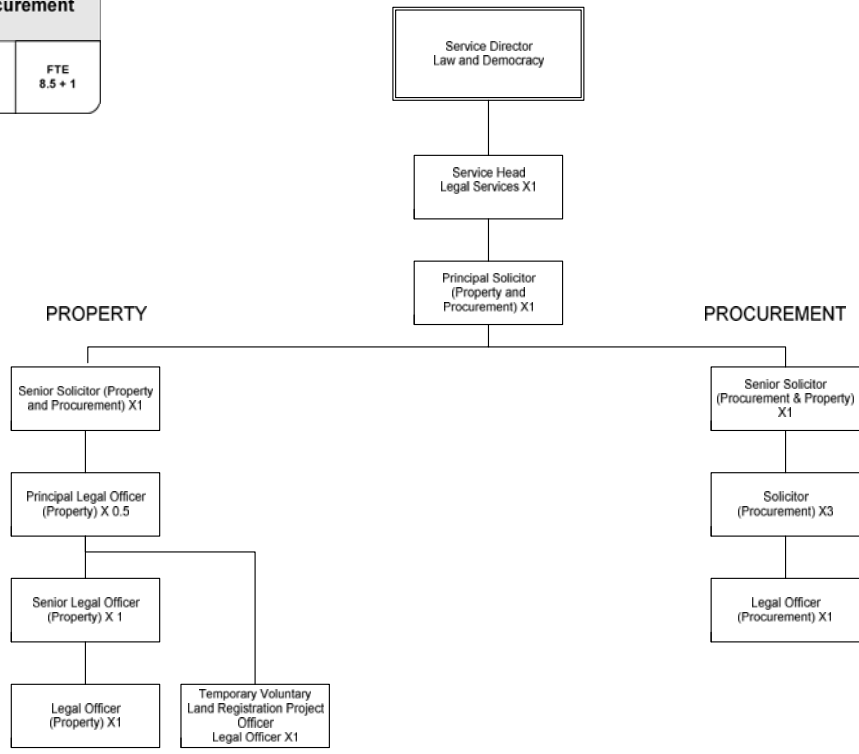 FTE
8.5 + 1
Service Director
Law and Democracy
Service Head
Legal Services X1
Principal Solicitor
(Property and
Procurement) X1
PROPERTY
PROCUREMENT
Senior Solicitor (Property
and Procurement) X1
Senior Solicitor
(Procurement & Property)
X1
Principal Legal Officer
(Property) X 0.5
Solicitor
(Procurement) X3
Senior Legal Officer
(Property) X 1
Legal Officer
(Procurement) X1
Legal Officer
(Property) X1
Temporary Voluntary
Land Registration Project
Officer
Legal Officer X1